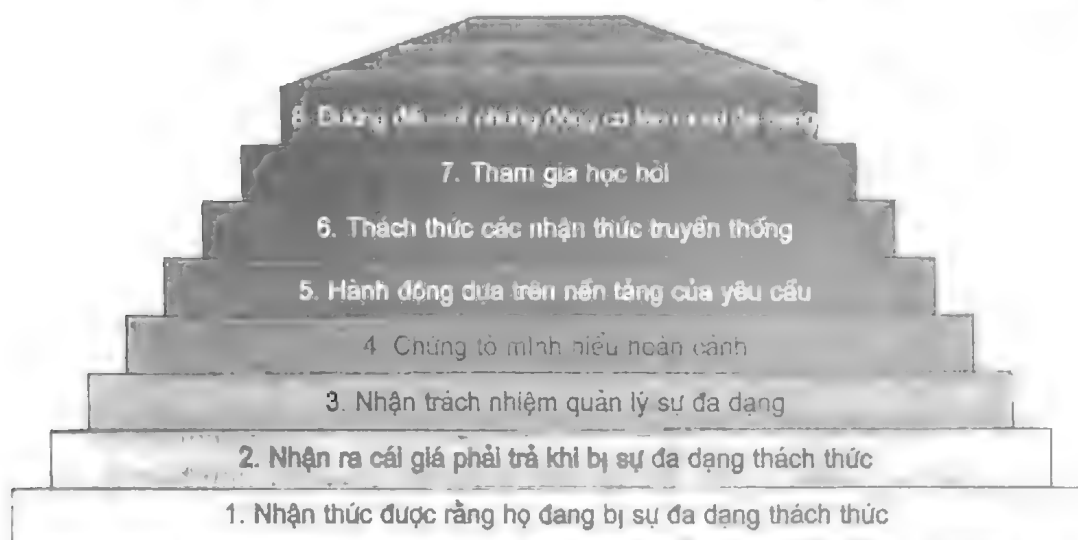 7. Tham gia học hỏi
6. Thách thức các nhận thức truyền thống
5. Hành động dựa trên nền tảng của yêu cầu
4 Chứng tỏ mình hiểu hoàn cảnh
3. Nhận trách nhiệm quản lý sự đa dạng
2. Nhận ra cái giá phải trả khi bị sự đa dạng thách thức
1. Nhận thức được rằng họ đang bị sự đa dạng thách thức